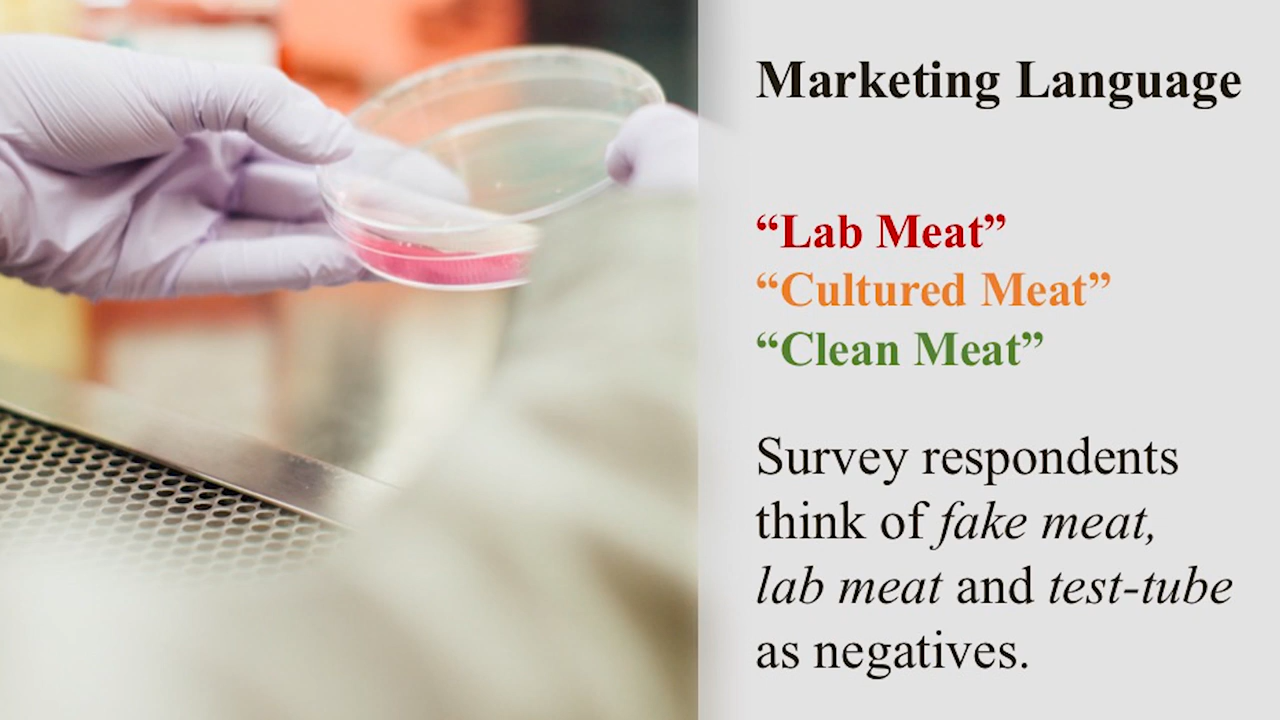 Marketing Language
“Lab Meat”
“Cultured Meat”
“Clean Meat”
Survey respondents
think of fake meat,
lab meat and test-tube
as negatives.